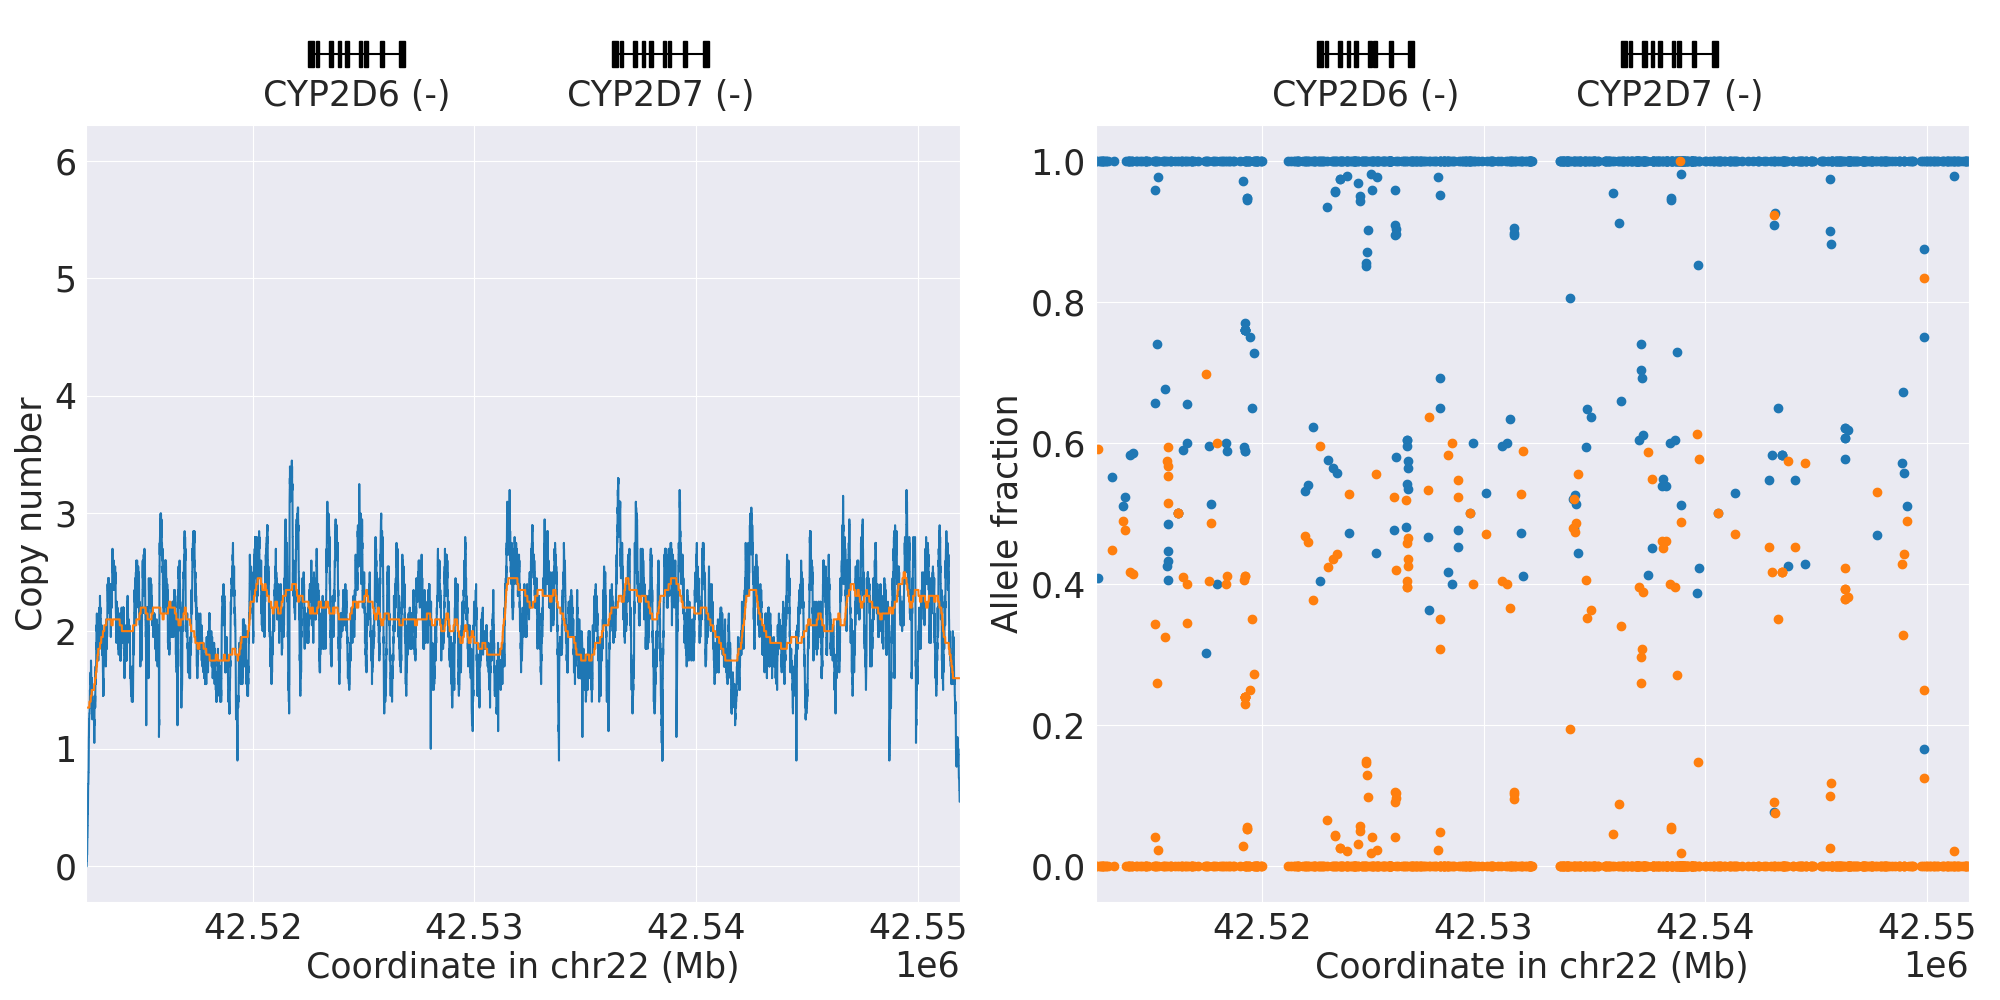 CYP2D6 (-) CYP2D7 (-)
6
5
4
3
2
1
0
Copy number
42.52 42.53 42.54 42.55
Coordinate in chr22 (Mb) 1e6
CYP2D6 (-) CYP2D7 (-)
1.0
0.8
0.6
0.4
0.2
0.0
Allele fraction
42.52 42.53 42.54 42.55
Coordinate in chr22 (Mb) 1e6